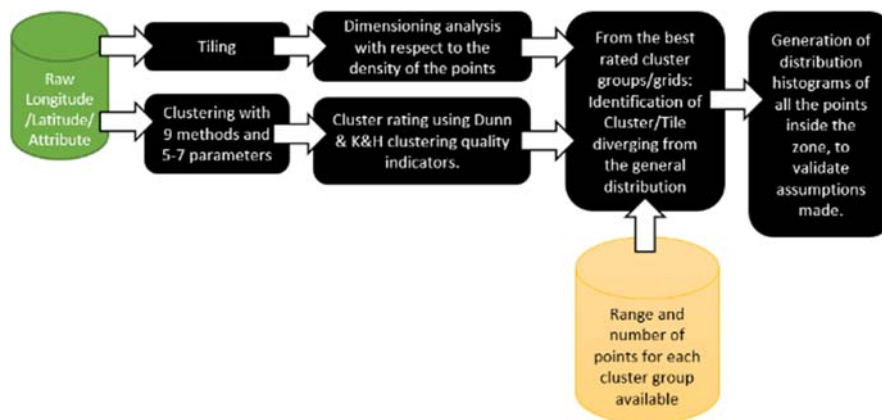 Raw
Longitude
/Latitude/
Attribute
Tiling
Dimensioning analysis
with respect to the
density of the points
Clustering with
9 methods and
5-7 parameters
Cluster rating using Dunn
& K&H clustering quality
indicators.
From the best
rated cluster
groups/grids:
Identification of
Cluster/Tile
diverging from
the general
distribution
Generation of
distribution
histograms of
all the points
inside the
zone, to
validate
assumptions
made.
Range and
number of
points for each
cluster group
available